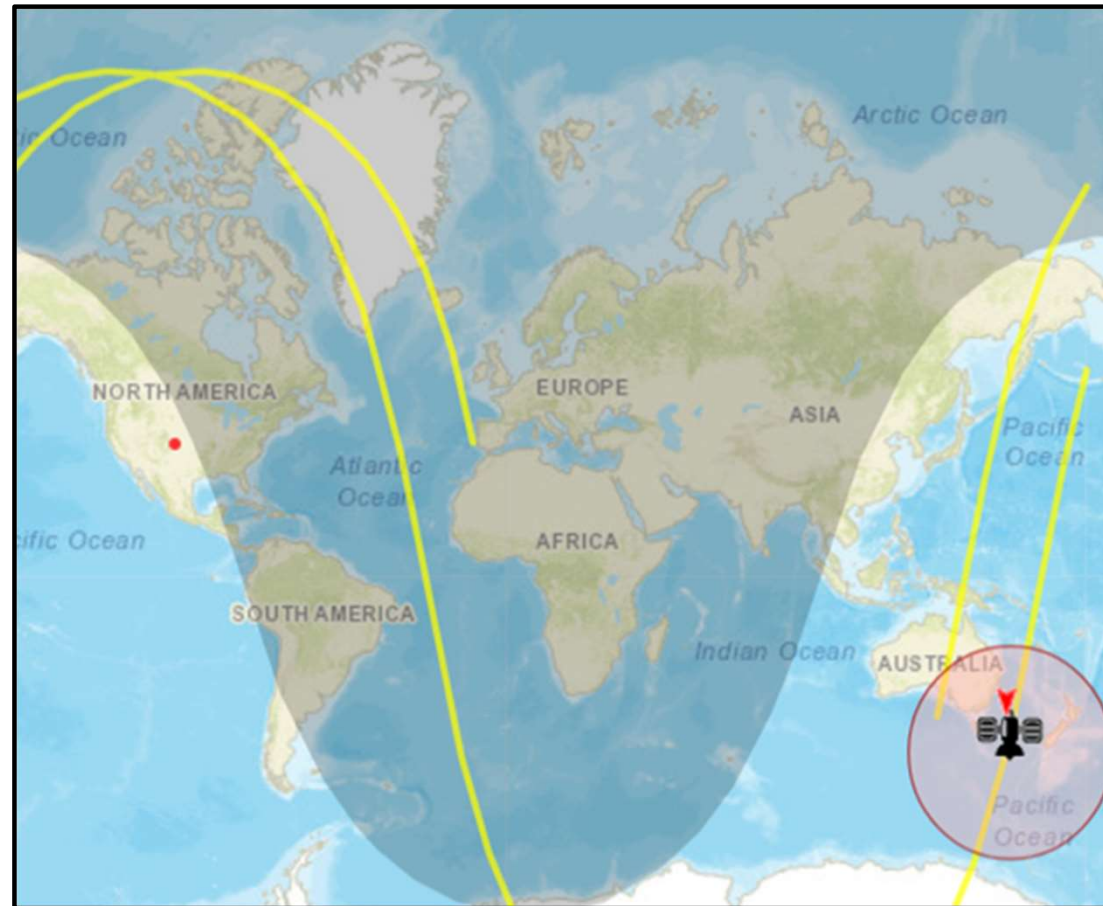 Arctic Ocean
tic Ocean
NORTH AMERICA
EUROPE
ASIA
Pacific
Ocean
Atlantic
Ocean
cific Ocean
AFRICA
SOUTH AMERICA
Indian Ocean
AUSTRALIA
Pacific
Ocean